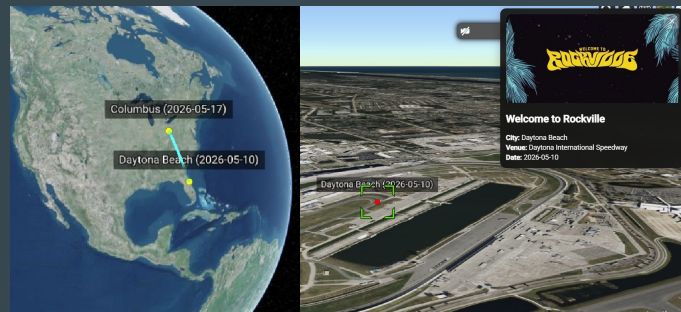 Columbus (2026-05-17)
Daytona Beach (2026-05-10)
Daytona Beach (2026-05-10)
WELCOME TO
ROCKVILLE
Welcome to Rockville
City: Daytona Beach
Venue: Daytona International Speedway
Date: 2026-05-10